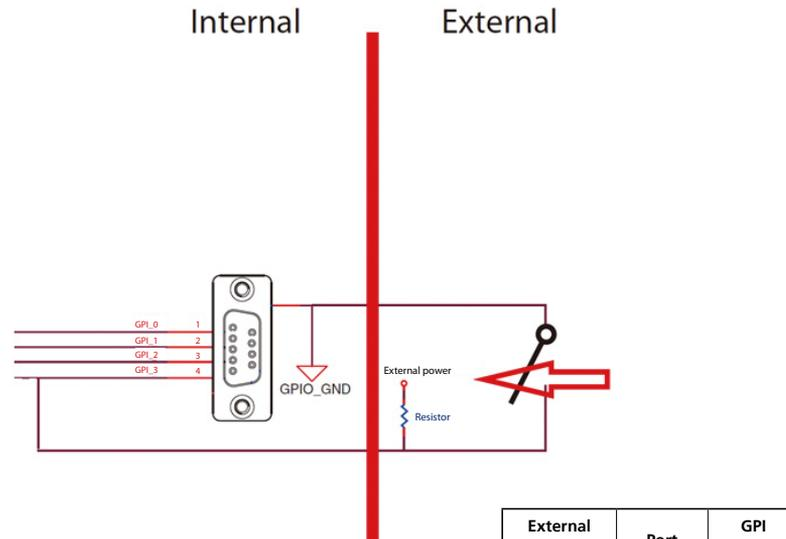 Internal External
GPI_0 1
GPI_1 2
GPI_2 3
GPI_3 4
GPIO_GND
External power
Resistor
External GPI
Port